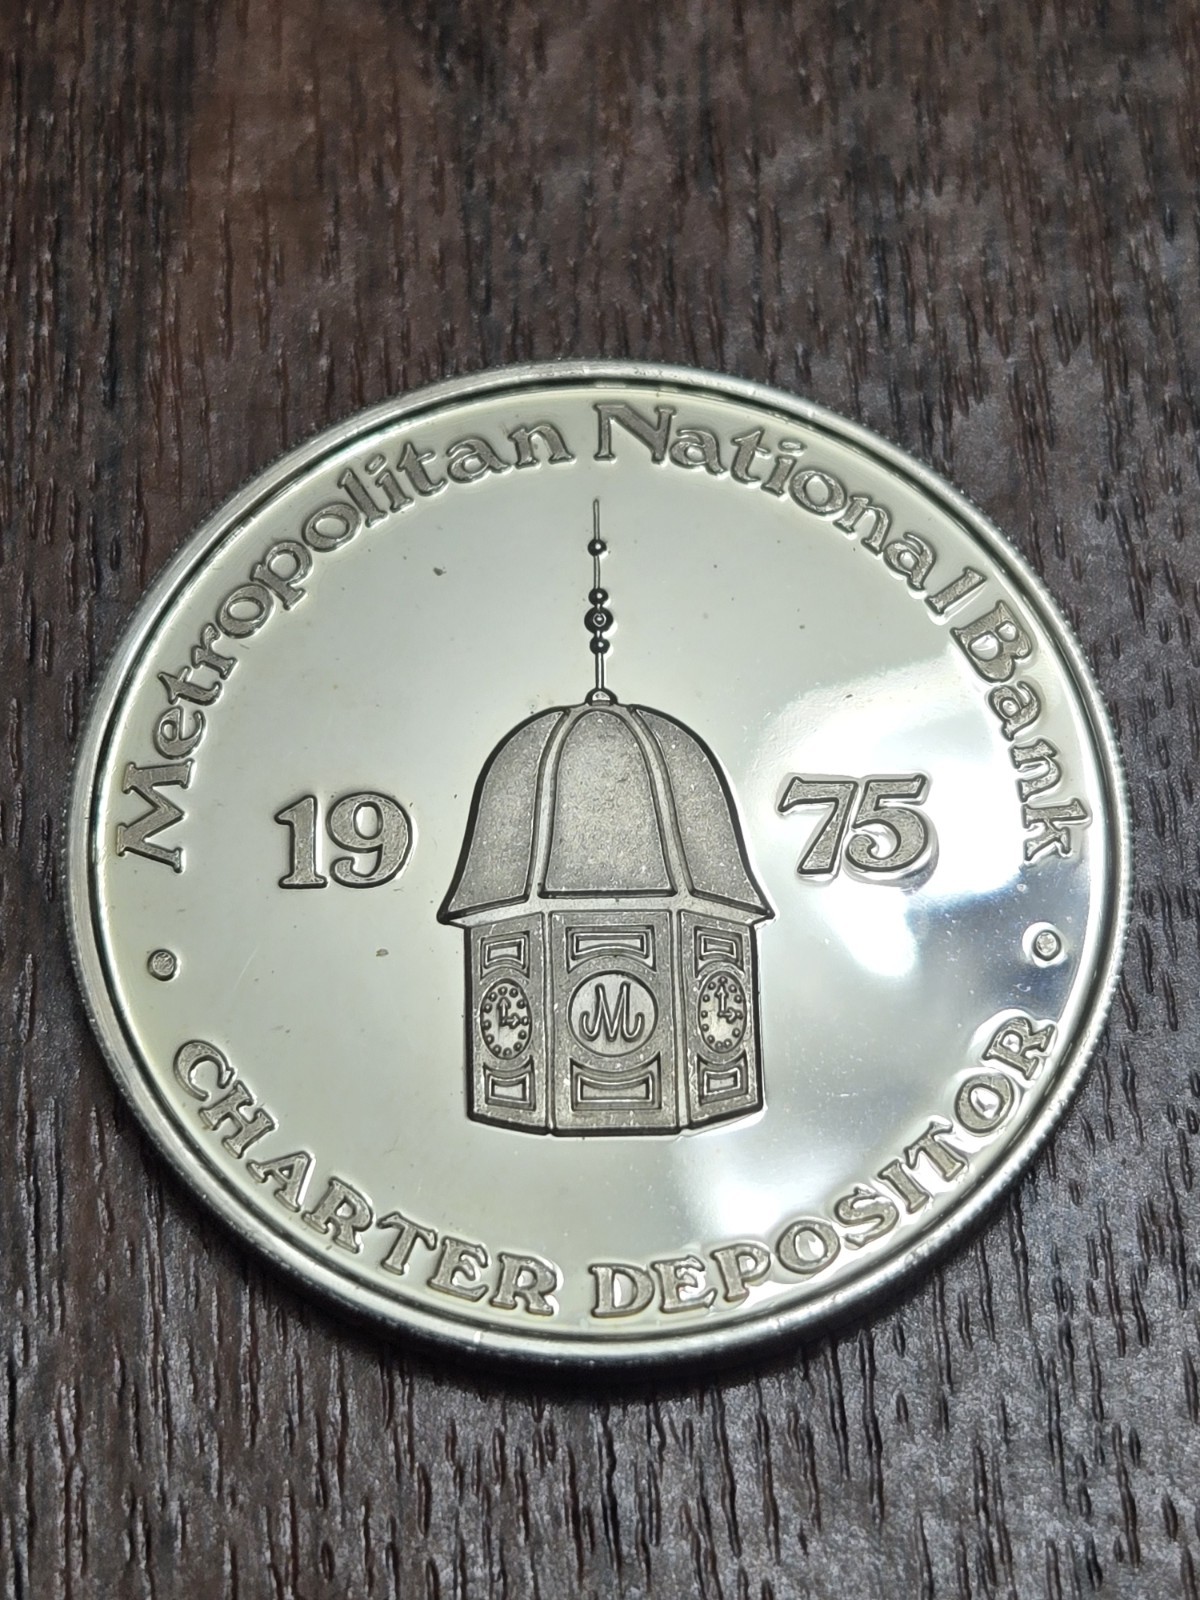 Metropolitan National Bank
19 75
M
CHARTER DEPOSITOR